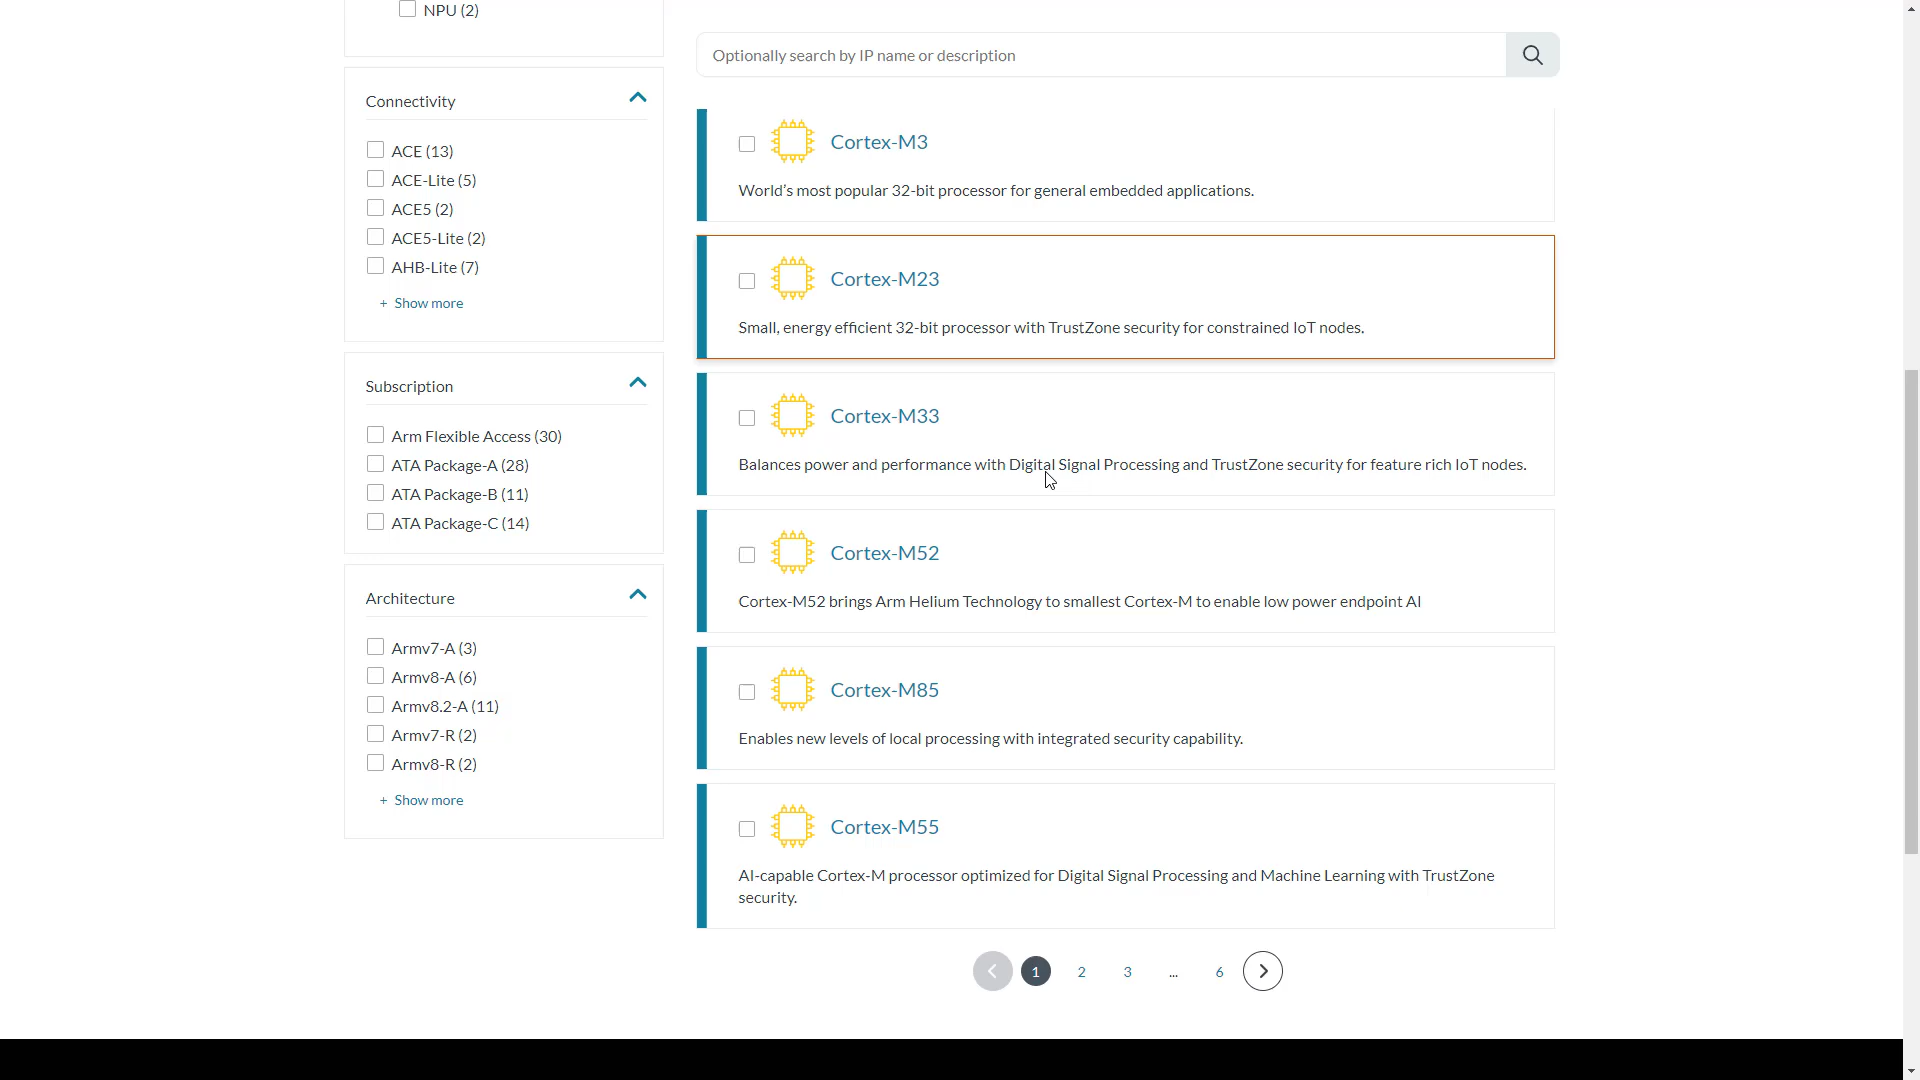 NPU (2)
Connectivity
ACE (13)
ACE-Lite (5)
ACE5 (2)
ACE5-Lite (2)
AHB-Lite (7)
+ Show more
Subscription
Arm Flexible Access (30)
ATA Package-A (28)
ATA Package-B (11)
ATA Package-C (14)
Architecture
Armv7-A (3)
Armv8-A (6)
Armv8.2-A (11)
Armv7-R (2)
Armv8-R (2)
+ Show more
Optionally search by IP name or description
Cortex-M3
World’s most popular 32-bit processor for general embedded applications.
Cortex-M23
Small, energy efficient 32-bit processor with TrustZone security for constrained IoT nodes.
Cortex-M33
Balances power and performance with Digital Signal Processing and TrustZone security for feature rich IoT nodes.
Cortex-M52
Cortex-M52 brings Arm Helium Technology to smallest Cortex-M to enable low power endpoint AI
Cortex-M85
Enables new levels of local processing with integrated security capability.
Cortex-M55
AI-capable Cortex-M processor optimized for Digital Signal Processing and Machine Learning with TrustZone
security.
1 2 3 ... 6